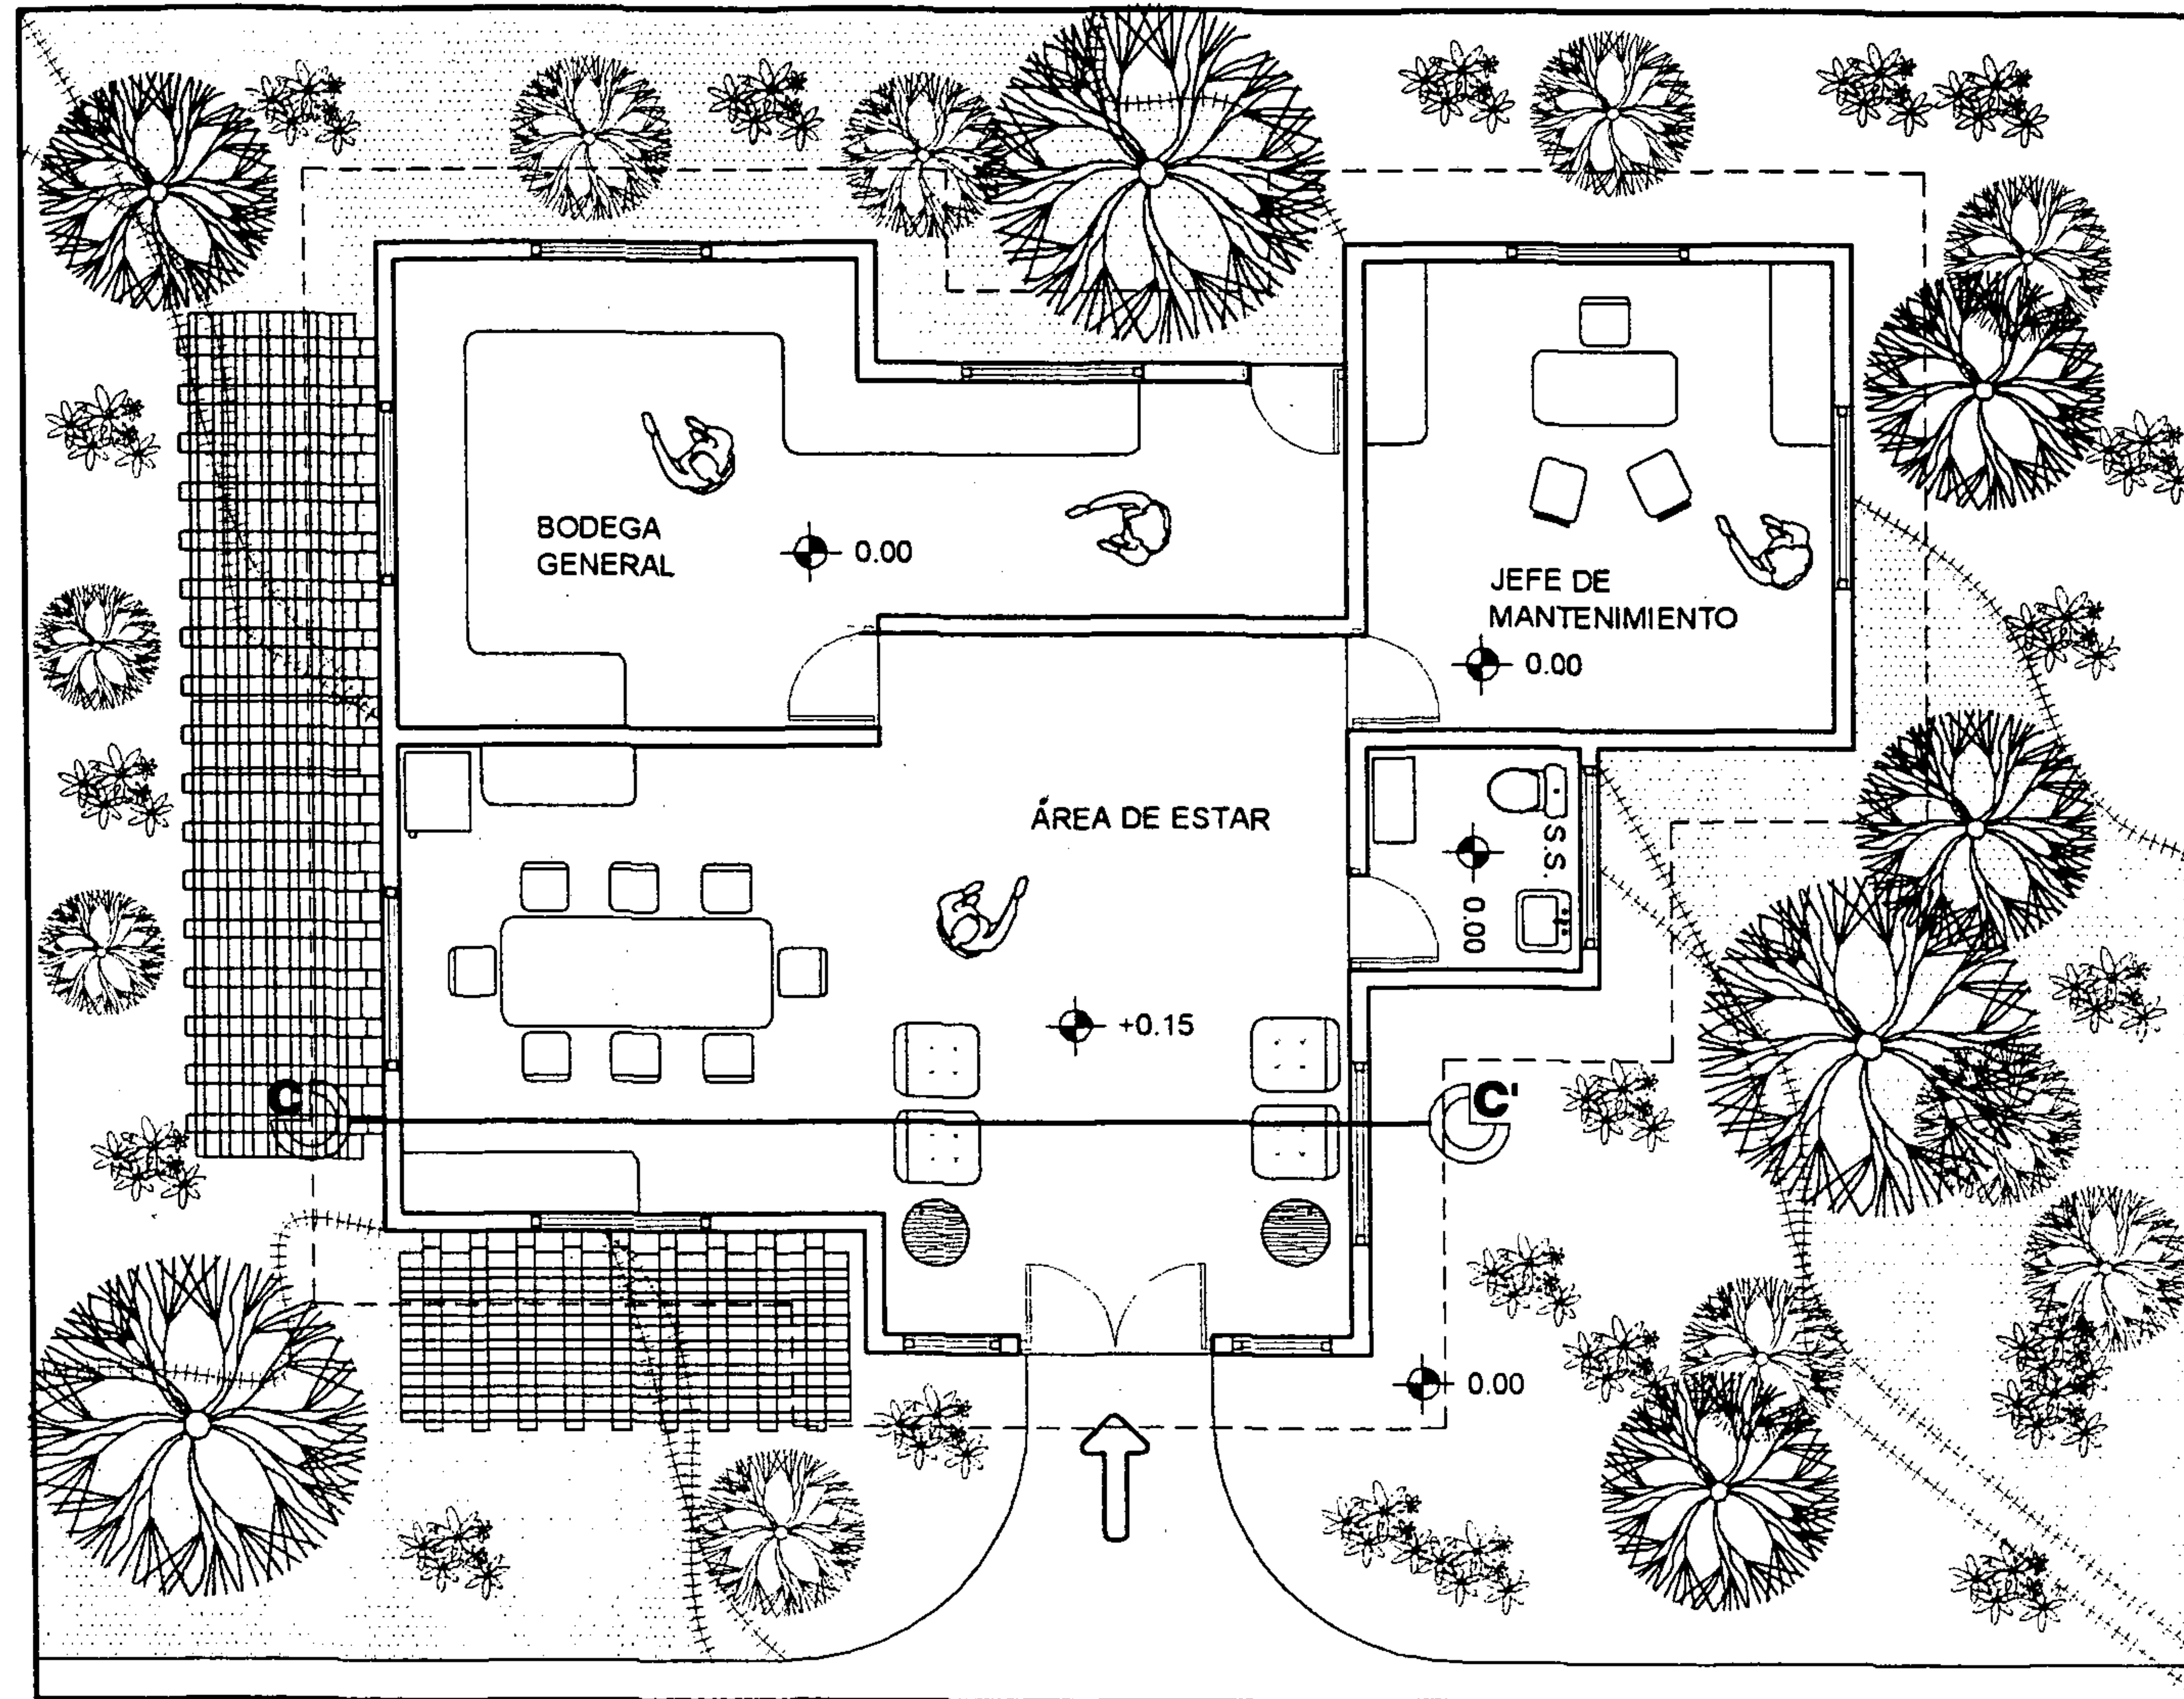 BODEGA
GENERAL
0.00
JEFE DE
MANTENIMIENTO
0.00
ÁREA DE ESTAR
S.S.
0.00
+0.15
C
C'
0.00